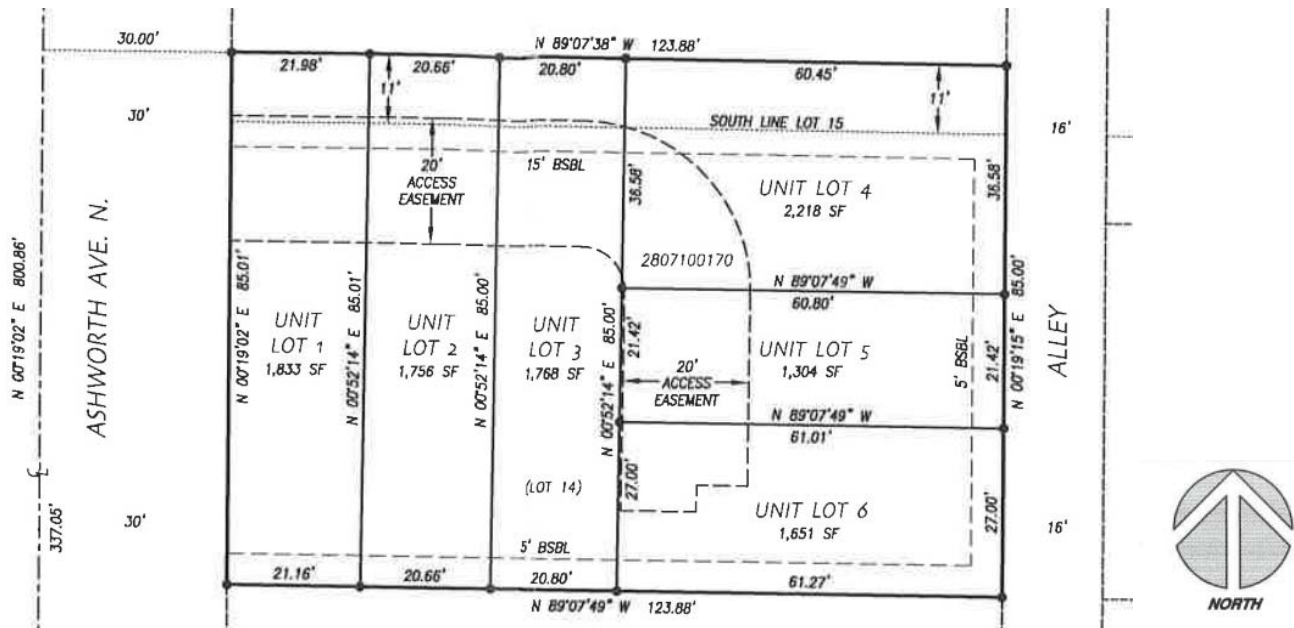 30.00'
N 89°07'38" W 123.88'
21.98'
20.66'
20.80'
60.45'
11'
11'
30'
SOUTH LINE LOT 15
16'
15' BSBL
20'
ACCESS
EASEMENT
36.58'
UNIT LOT 4
2,218 SF
36.58'
ASHWORTH AVE. N.
N 00°19'02" E 800.86'
2807100170
N 89°07'49" W
60.80'
N 00°19'02" E 85.01'
UNIT
LOT 1
1,833 SF
N 00°52'14" E 85.01'
UNIT
LOT 2
1,756 SF
N 00°52'14" E 85.00'
UNIT
LOT 3
1,768 SF
N 00°52'14" E 85.00'
21.42'
20'
ACCESS
EASEMENT
UNIT LOT 5
1,304 SF
5' BSBL
21.42'
N 00°19'15" E 85.00'
ALLEY
N 89°07'49" W
61.01'
337.05'
30'
(LOT 14)
27.00'
UNIT LOT 6
1,651 SF
27.00'
16'
5' BSBL
21.16'
20.66'
20.80'
61.27'
N 89°07'49" W 123.88'
NORTH